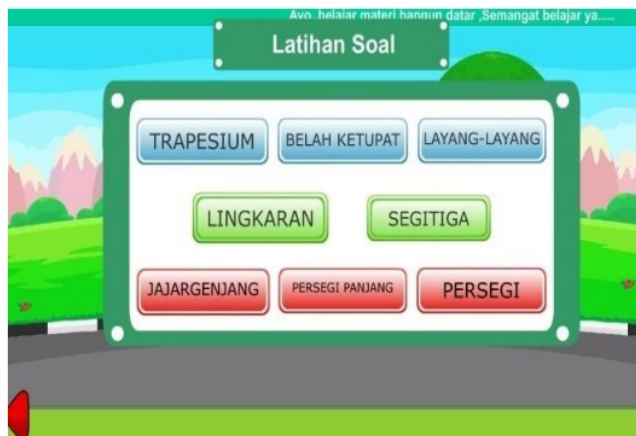 Ayo, belajar materi bangun datar ,Semangat belajar ya.....
Latihan Soal
TRAPESIUM
BELAH KETUPAT
LAYANG-LAYANG
LINGKARAN
SEGITIGA
JAJARGENJANG
PERSEGI PANJANG
PERSEGI